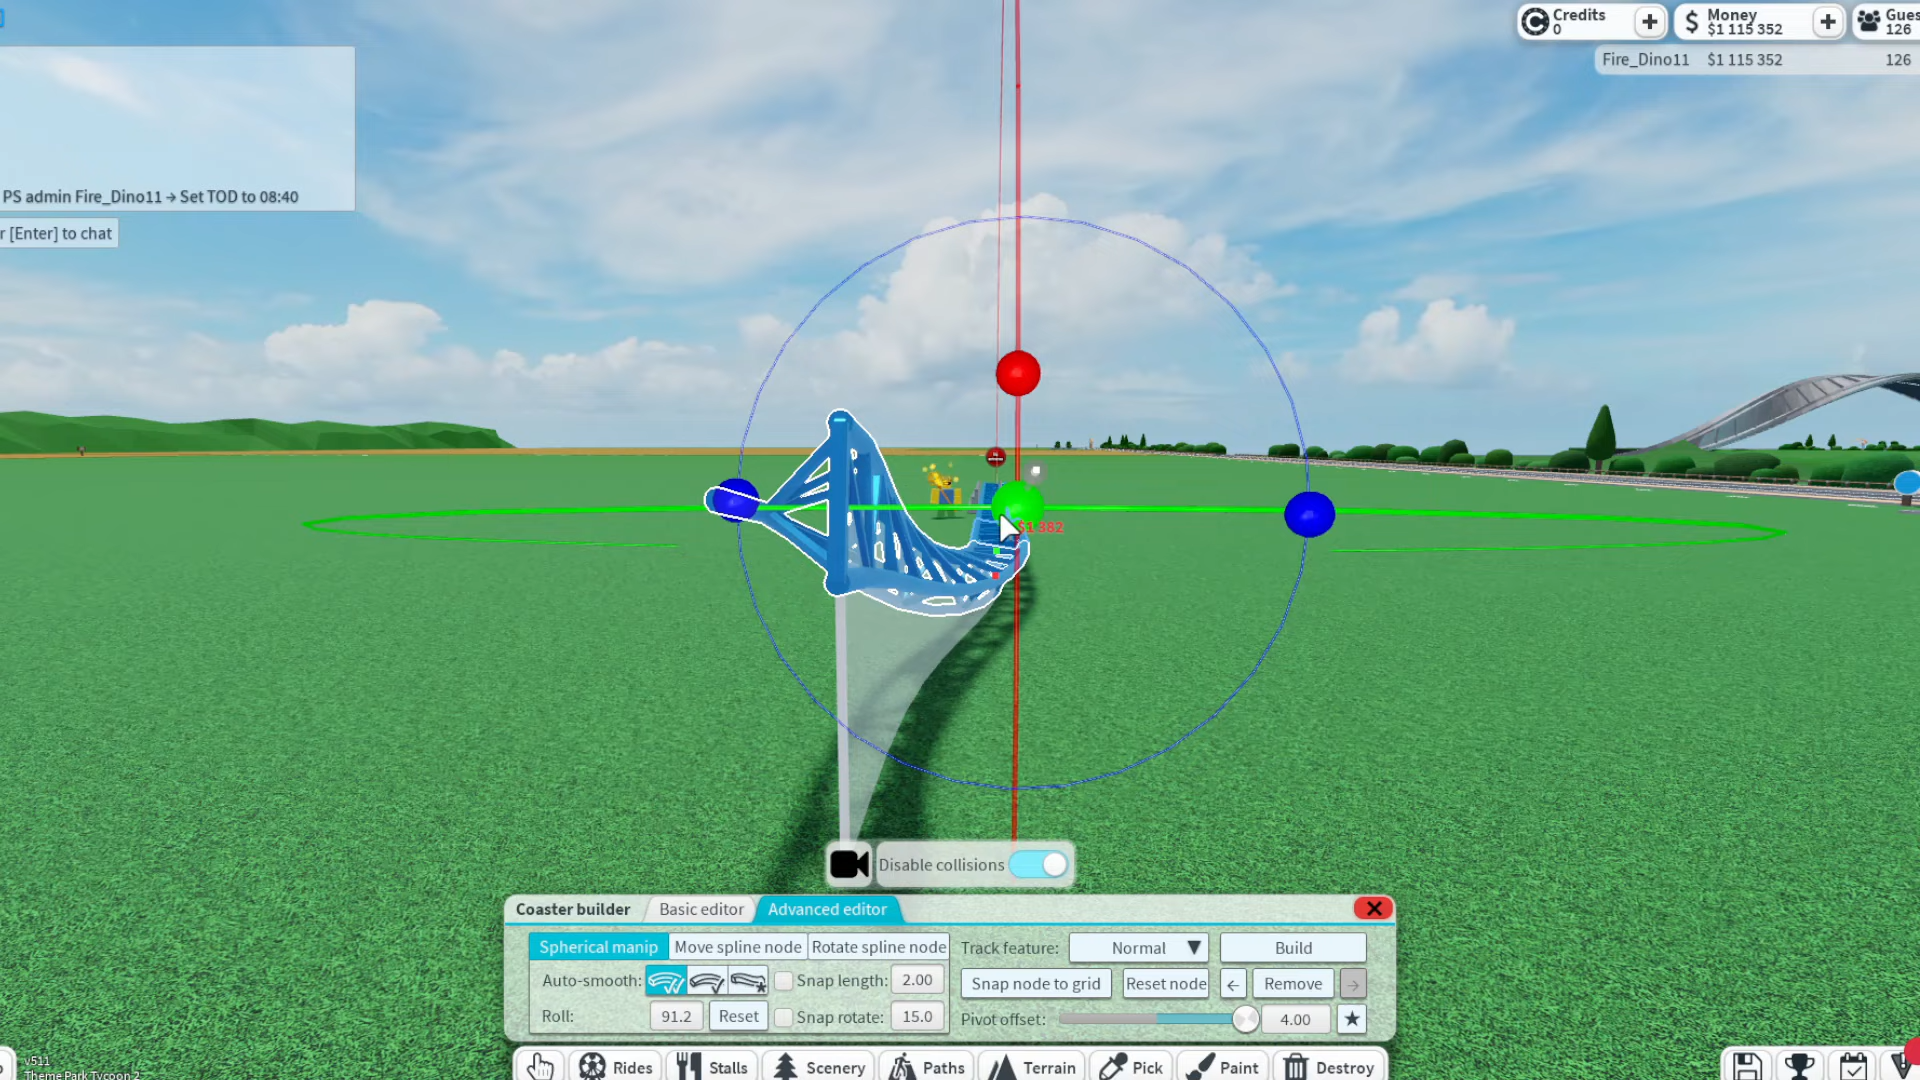 Credits
0
Money
$1 115 352
Gues
126
Fire_Dino11 $1 115 352 126
PS admin Fire_Dino11 → Set TOD to 08:40
r [Enter] to chat
$1 382
Disable collisions
Coaster builder Basic editor Advanced editor
Spherical manip Move spline node Rotate spline node Track feature: Normal Build
Auto-smooth: Snap length: 2.00 Snap node to grid Reset node ← Remove →
Roll: 91.2 Reset Snap rotate: 15.0 Pivot offset: 4.00
v511
Theme Park Tycoon 2
Rides Stalls Scenery Paths Terrain Pick Paint Destroy